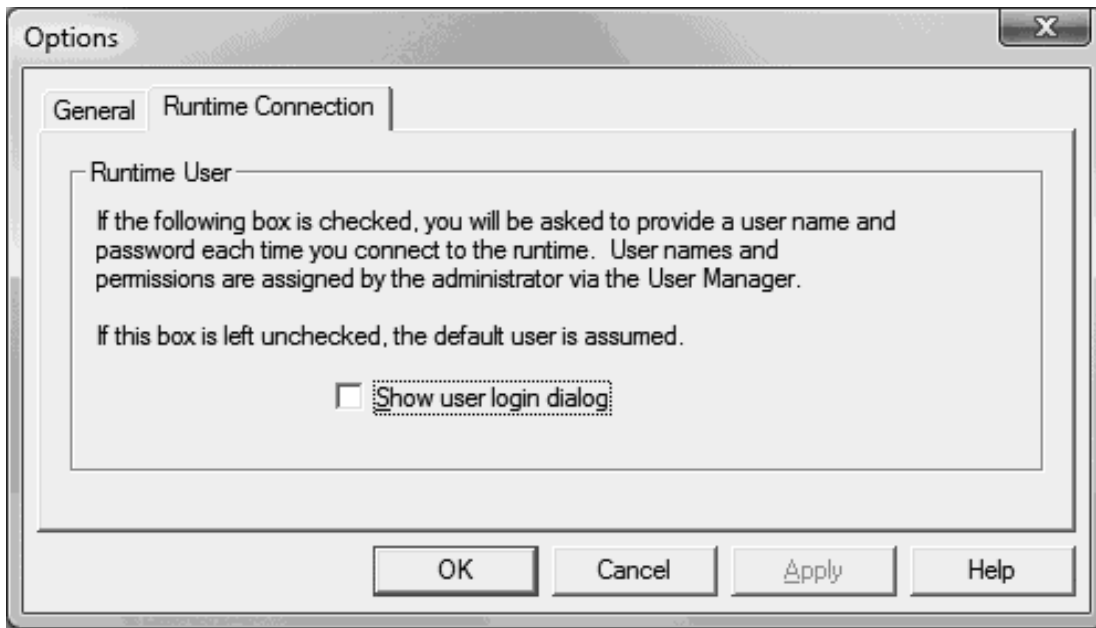 Options
General
Runtime Connection
Runtime User
If the following box is checked, you will be asked to provide a user name and
password each time you connect to the runtime.  User names and
permissions are assigned by the administrator via the User Manager.
If this box is left unchecked, the default user is assumed.
Show user login dialog
OK
Cancel
Apply
Help